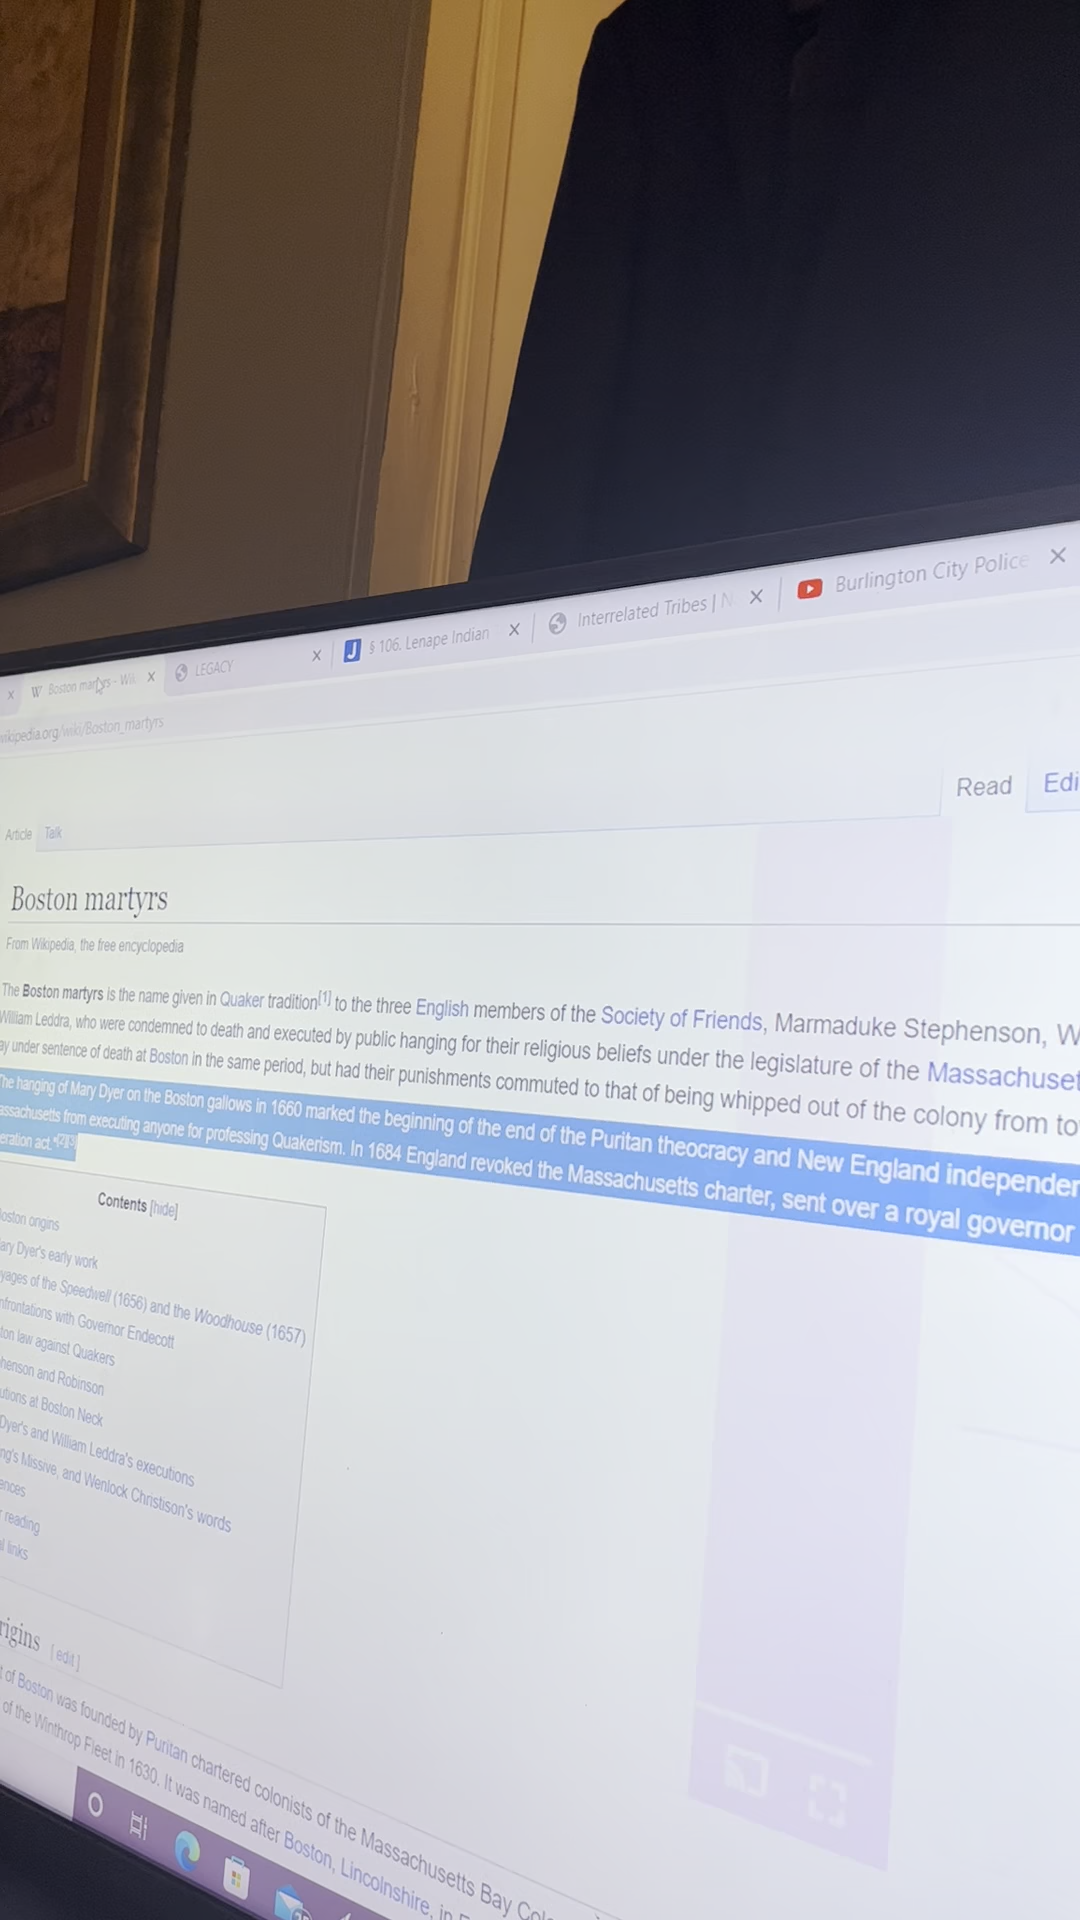 Boston martyrs - Wi
LEGACY
§ 106. Lenape Indian
Interrelated Tribes | N
Burlington City Police
wikipedia.org/wiki/Boston_martyrs
Article
Talk
Read
Edi
Boston martyrs
From Wikipedia, the free encyclopedia
The Boston martyrs is the name given in Quaker tradition[1] to the three English members of the Society of Friends, Marmaduke Stephenson, W
William Leddra, who were condemned to death and executed by public hanging for their religious beliefs under the legislature of the Massachuset
ay under sentence of death at Boston in the same period, but had their punishments commuted to that of being whipped out of the colony from to
The hanging of Mary Dyer on the Boston gallows in 1660 marked the beginning of the end of the Puritan theocracy and New England independen
assachusetts from executing anyone for professing Quakerism. In 1684 England revoked the Massachusetts charter, sent over a royal governor
eration act."[2][3]
Contents [hide]
oston origins
ary Dyer's early work
yages of the Speedwell (1656) and the Woodhouse (1657)
nfrontations with Governor Endecott
ton law against Quakers
henson and Robinson
utions at Boston Neck
Dyer's and William Leddra's executions
ng's Missive, and Wenlock Christison's words
ences
r reading
al links
rigins [edit]
t of Boston was founded by Puritan chartered colonists of the Massachusetts Bay Colo
of the Winthrop Fleet in 1630. It was named after Boston, Lincolnshire, in E